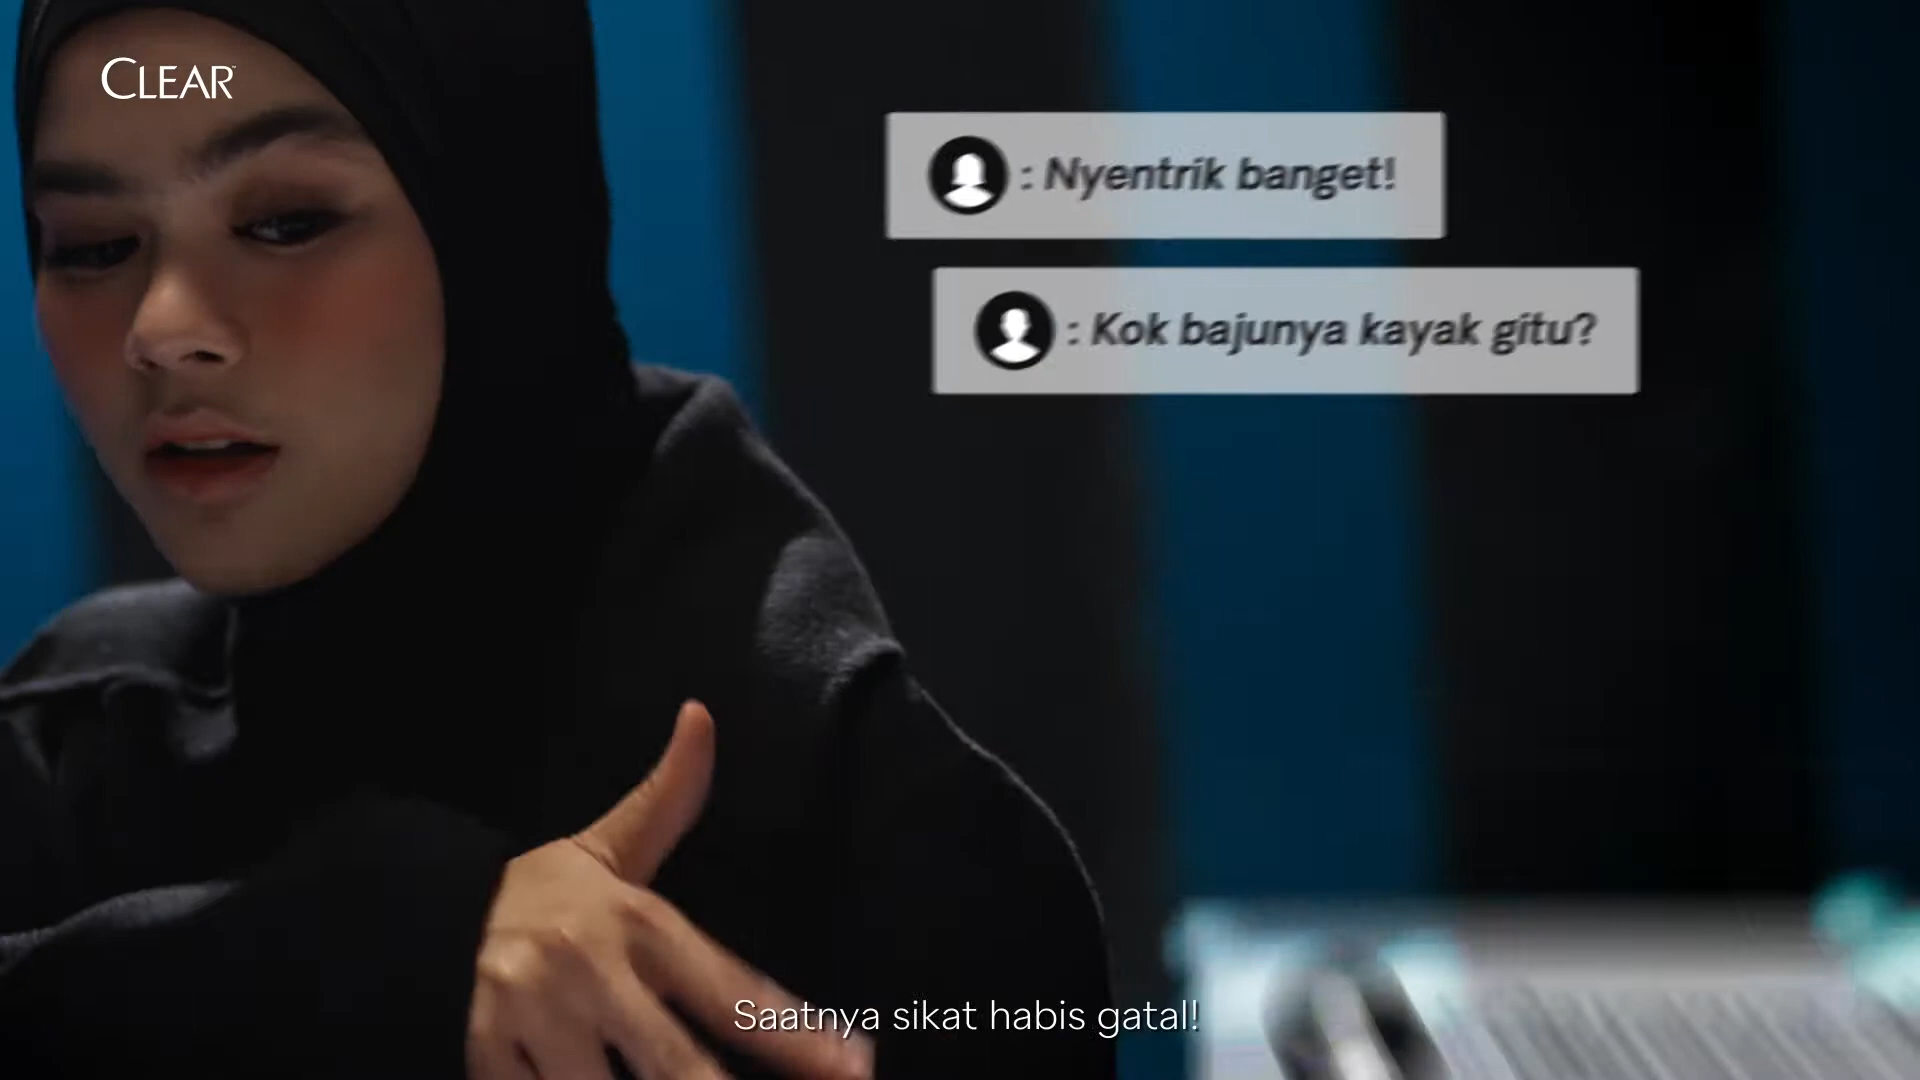 CLEAR
: Nyentrik banget!
: Kok bajunya kayak gitu?
Saatnya sikat habis gatal!